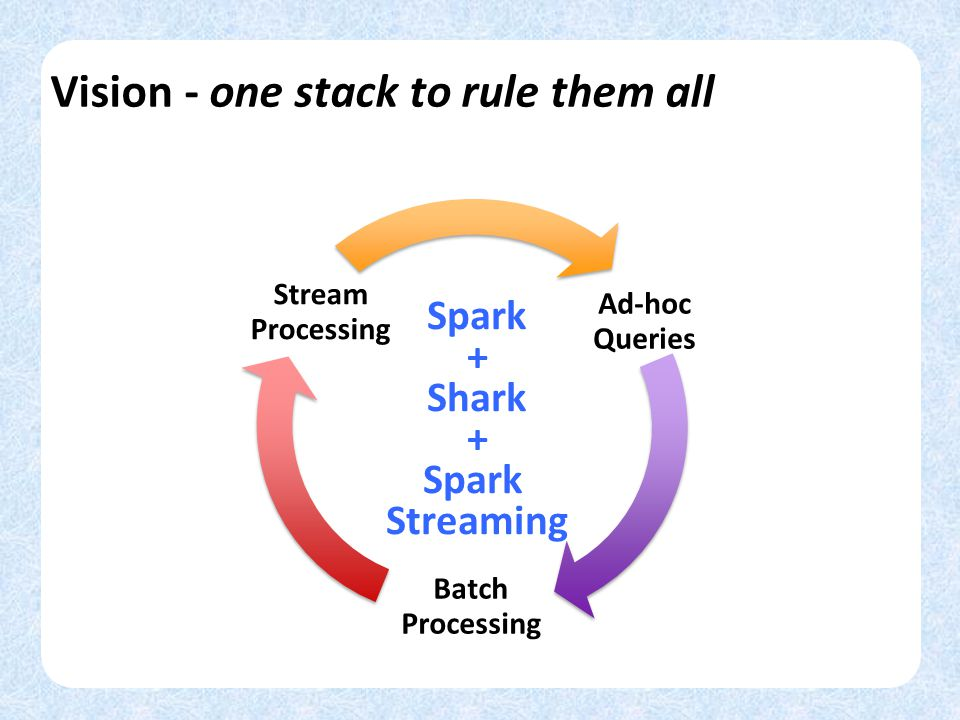 Vision - one stack to rule them all
Stream
Processing
Ad-hoc
Queries
Spark
+
Shark
+
Spark
Streaming
Batch
Processing